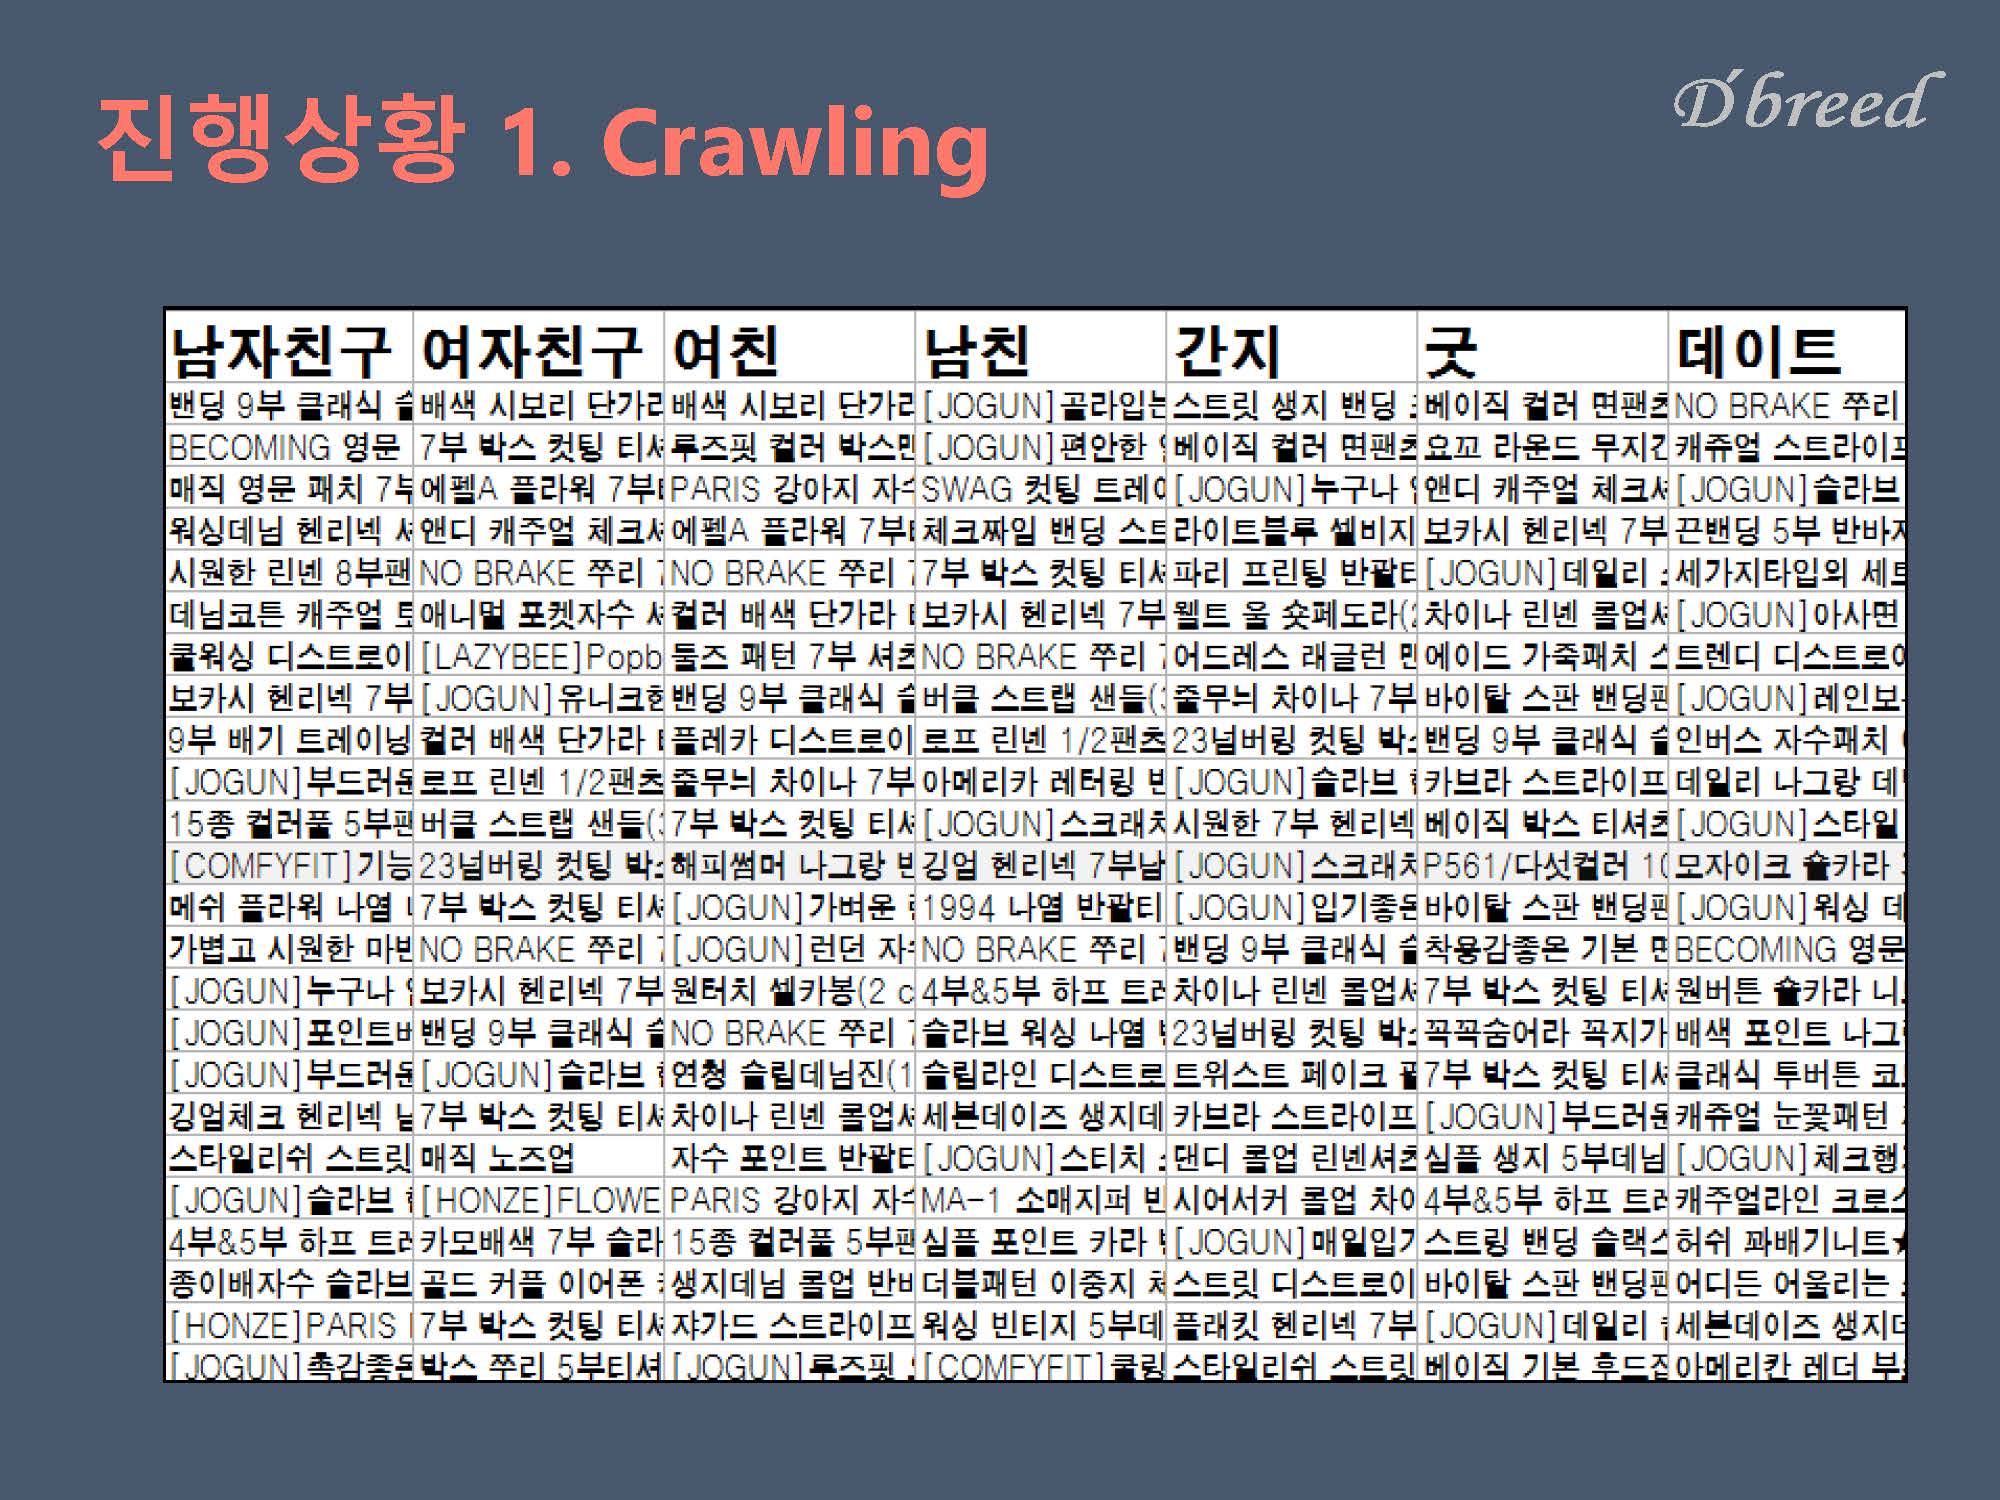 진행상황 1. Crawling
D'breed
남자친구 여자친구 여친 남친 간지 굿 데이트
밴딩 9부 클래식 배색 시보리 단가라 배색 시보리 단가라 [JOGUN]골라입는 스트릿 생지 밴딩 베이직 컬러 면팬츠 NO BRAKE 쭈리
BECOMING 영문 7부 박스 컷팅 티셔 루즈핏 컬러 박스맨 [JOGUN]편안한 베이직 컬러 면팬츠 요꼬 라운드 무지긴 캐쥬얼 스트라이프
매직 영문 패치 7부 에펠A 플라워 7부 PARIS 강아지 자수 SWAG 컷팅 트레이 [JOGUN]누구나 앤디 캐주얼 체크셔 [JOGUN]슬라브
워싱데님 헨리넥 셔 앤디 캐주얼 체크셔 에펠A 플라워 7부 체크짜임 밴딩 스트 라이트블루 셀비지 보카시 헨리넥 7부 끈밴딩 5부 반바지
시원한 린넨 8부팬 NO BRAKE 쭈리 NO BRAKE 쭈리 7부 박스 컷팅 티셔 파리 프린팅 반팔티 [JOGUN]데일리 세가지타입의 세트
데님코튼 캐주얼 애니멀 포켓자수 셔 컬러 배색 단가라 보카시 헨리넥 7부 웰트 울 숏페도라( 차이나 린넨 롤업셔 [JOGUN]아사면
쿨워싱 디스트로이 [LAZYBEE]Popb 둘즈 패턴 7부 셔츠 NO BRAKE 쭈리 어드레스 래글런 맨 에이드 가죽패치 트렌디 디스트로이
보카시 헨리넥 7부 [JOGUN]유니크한 밴딩 9부 클래식 버클 스트랩 샌들( 줄무늬 차이나 7부 바이탈 스판 밴딩팬 [JOGUN]레인보
9부 배기 트레이닝 컬러 배색 단가라 플레카 디스트로이 로프 린넨 1/2팬츠 23넘버링 컷팅 박스 밴딩 9부 클래식 인버스 자수패치
[JOGUN]부드러운 로프 린넨 1/2팬츠 줄무늬 차이나 7부 아메리카 레터링 반 [JOGUN]슬라브 카브라 스트라이프 데일리 나그랑
15종 컬러풀 5부팬 버클 스트랩 샌들( 7부 박스 컷팅 티셔 [JOGUN]스크래치 시원한 7부 헨리넥 베이직 박스 티셔츠 [JOGUN]스타일
[COMFYFIT]기능 23넘버링 컷팅 박스 해피썸머 나그랑 반 깅엄 헨리넥 7부남 [JOGUN]스크래치 P561/다섯컬러 10 모자이크 숄카라
메쉬 플라워 나염 7부 박스 컷팅 티셔 [JOGUN]가벼운 1994 나염 반팔티 [JOGUN]입기좋은 바이탈 스판 밴딩팬 [JOGUN]워싱 데
가볍고 시원한 마반 NO BRAKE 쭈리 [JOGUN]런던 자수 NO BRAKE 쭈리 밴딩 9부 클래식 착용감좋은 기본 면 BECOMING 영문
[JOGUN]누구나 보카시 헨리넥 7부 원터치 셀카봉(2 c 4부&5부 하프 트레 차이나 린넨 롤업셔 7부 박스 컷팅 티셔 원버튼 숄카라 니
[JOGUN]포인트버 밴딩 9부 클래식 NO BRAKE 쭈리 슬라브 워싱 나염 23넘버링 컷팅 박스 꼭꼭숨어라 꼭지가 배색 포인트 나그
[JOGUN]부드러운 [JOGUN]슬라브 연청 슬림데님진(1 슬림라인 디스트로 트위스트 페이크 7부 박스 컷팅 티셔 클래식 투버튼 코
깅엄체크 헨리넥 남 7부 박스 컷팅 티셔 차이나 린넨 롤업셔 세븐데이즈 생지데 카브라 스트라이프 [JOGUN]부드러운 캐쥬얼 눈꽃패턴
스타일리쉬 스트릿 매직 노즈업 자수 포인트 반팔티 [JOGUN]스티치 댄디 롤업 린넨셔츠 심플 생지 5부데님 [JOGUN]체크행
[JOGUN]슬라브 [HONZE]FLOWE PARIS 강아지 자수 MA-1 소매지퍼 반 시어서커 롤업 차이 4부&5부 하프 트레 캐주얼라인 크로스
4부&5부 하프 트레 카모배색 7부 슬라 15종 컬러풀 5부팬 심플 포인트 카라 [JOGUN]매일입기 스트링 밴딩 슬랙스 허쉬 꽈배기니트★
종이배자수 슬라브 골드 커플 이어폰 생지데님 롤업 반바 더블패턴 이중지 체 스트릿 디스트로이 바이탈 스판 밴딩팬 어디든 어울리는
[HONZE]PARIS 7부 박스 컷팅 티셔 쟈가드 스트라이프 워싱 빈티지 5부데 플래킷 헨리넥 7부 [JOGUN]데일리 세븐데이즈 생지데
[JOGUN]촉감좋은 박스 쭈리 5부티셔 [JOGUN]루즈핏 [COMFYFIT]쿨링 스타일리쉬 스트릿 베이직 기본 후드집 아메리칸 레더